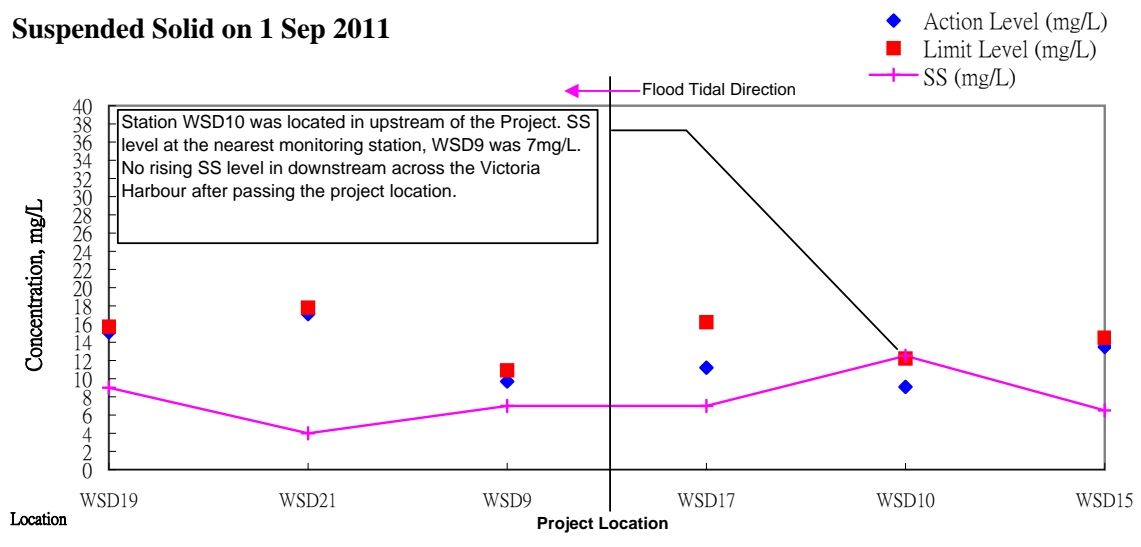 Suspended Solid on 1 Sep 2011
Action Level (mg/L)
Limit Level (mg/L)
SS (mg/L)
Flood Tidal Direction
Station WSD10 was located in upstream of the Project. SS
level at the nearest monitoring station, WSD9 was 7mg/L.
No rising SS level in downstream across the Victoria
Harbour after passing the project location.
Concentration, mg/L
40
38
36
34
32
30
28
26
24
22
20
18
16
14
12
10
8
6
4
2
0
WSD19 WSD21 WSD9 WSD17 WSD10 WSD15
Location
Project Location